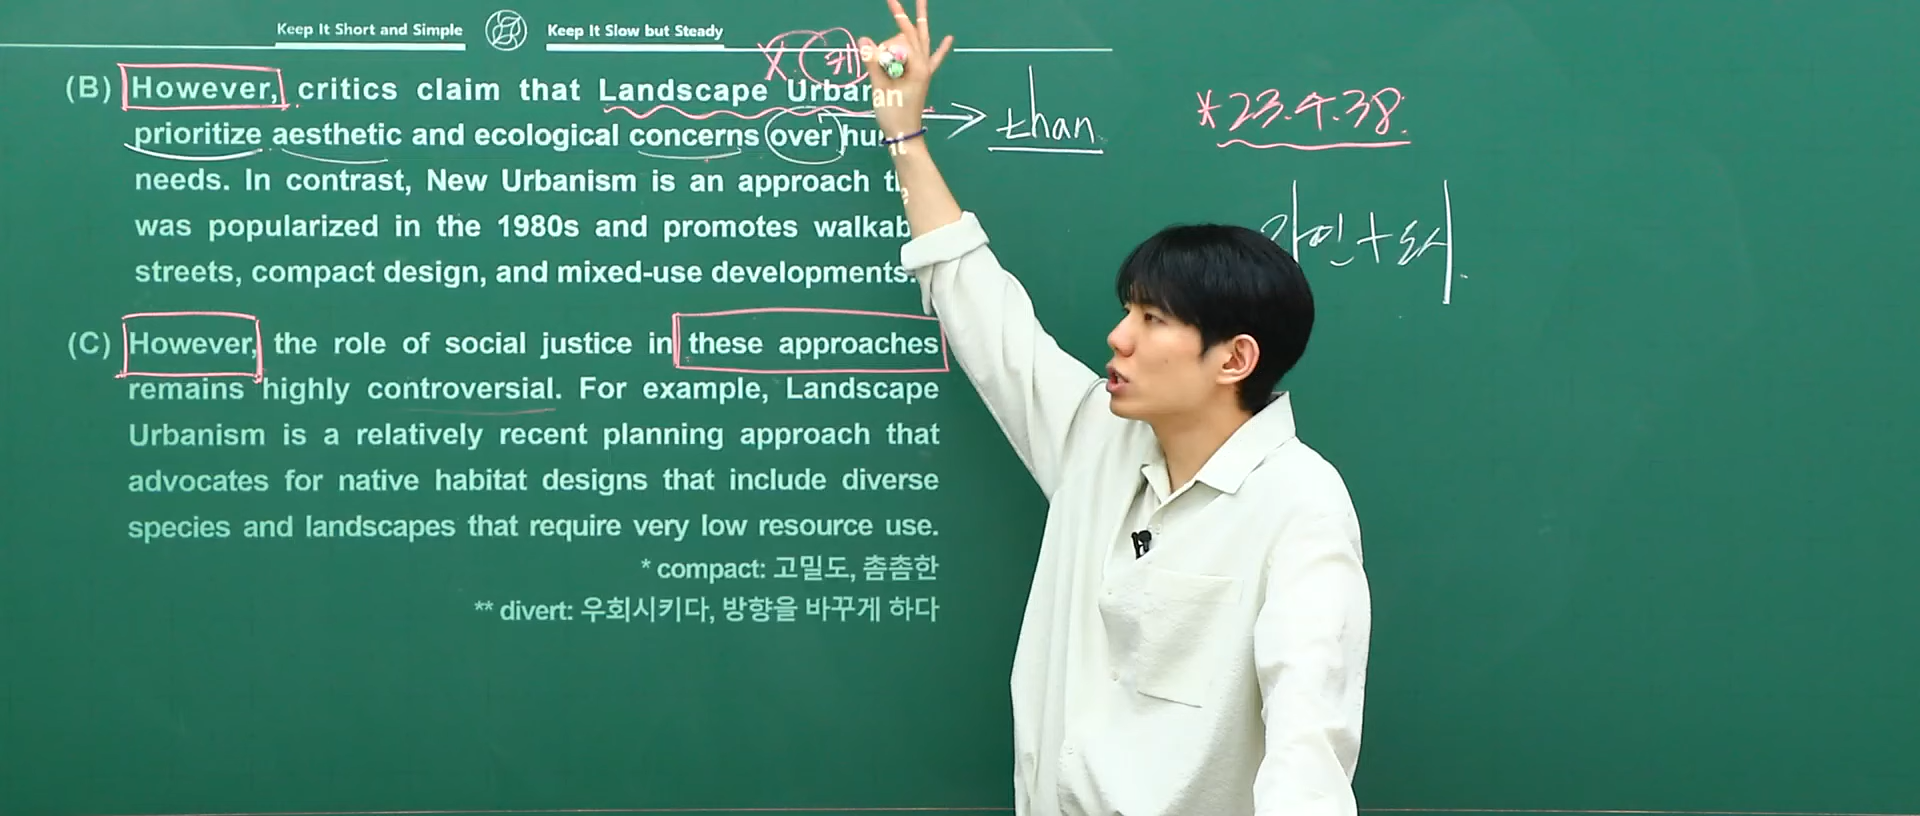 Keep It Short and Simple
Keep It Slow but Steady
(B) However, critics claim that Landscape Urban
prioritize aesthetic and ecological concerns over
needs. In contrast, New Urbanism is an approach
was popularized in the 1980s and promotes
streets, compact design, and mixed-use developments.
than
*23.4.38.
(C) However, the role of social justice in these approaches
remains highly controversial. For example, Landscape
Urbanism is a relatively recent planning approach that
advocates for native habitat designs that include diverse
species and landscapes that require very low resource use.
* compact: 고밀도, 촘촘한
** divert: 우회시키다, 방향을 바꾸게 하다